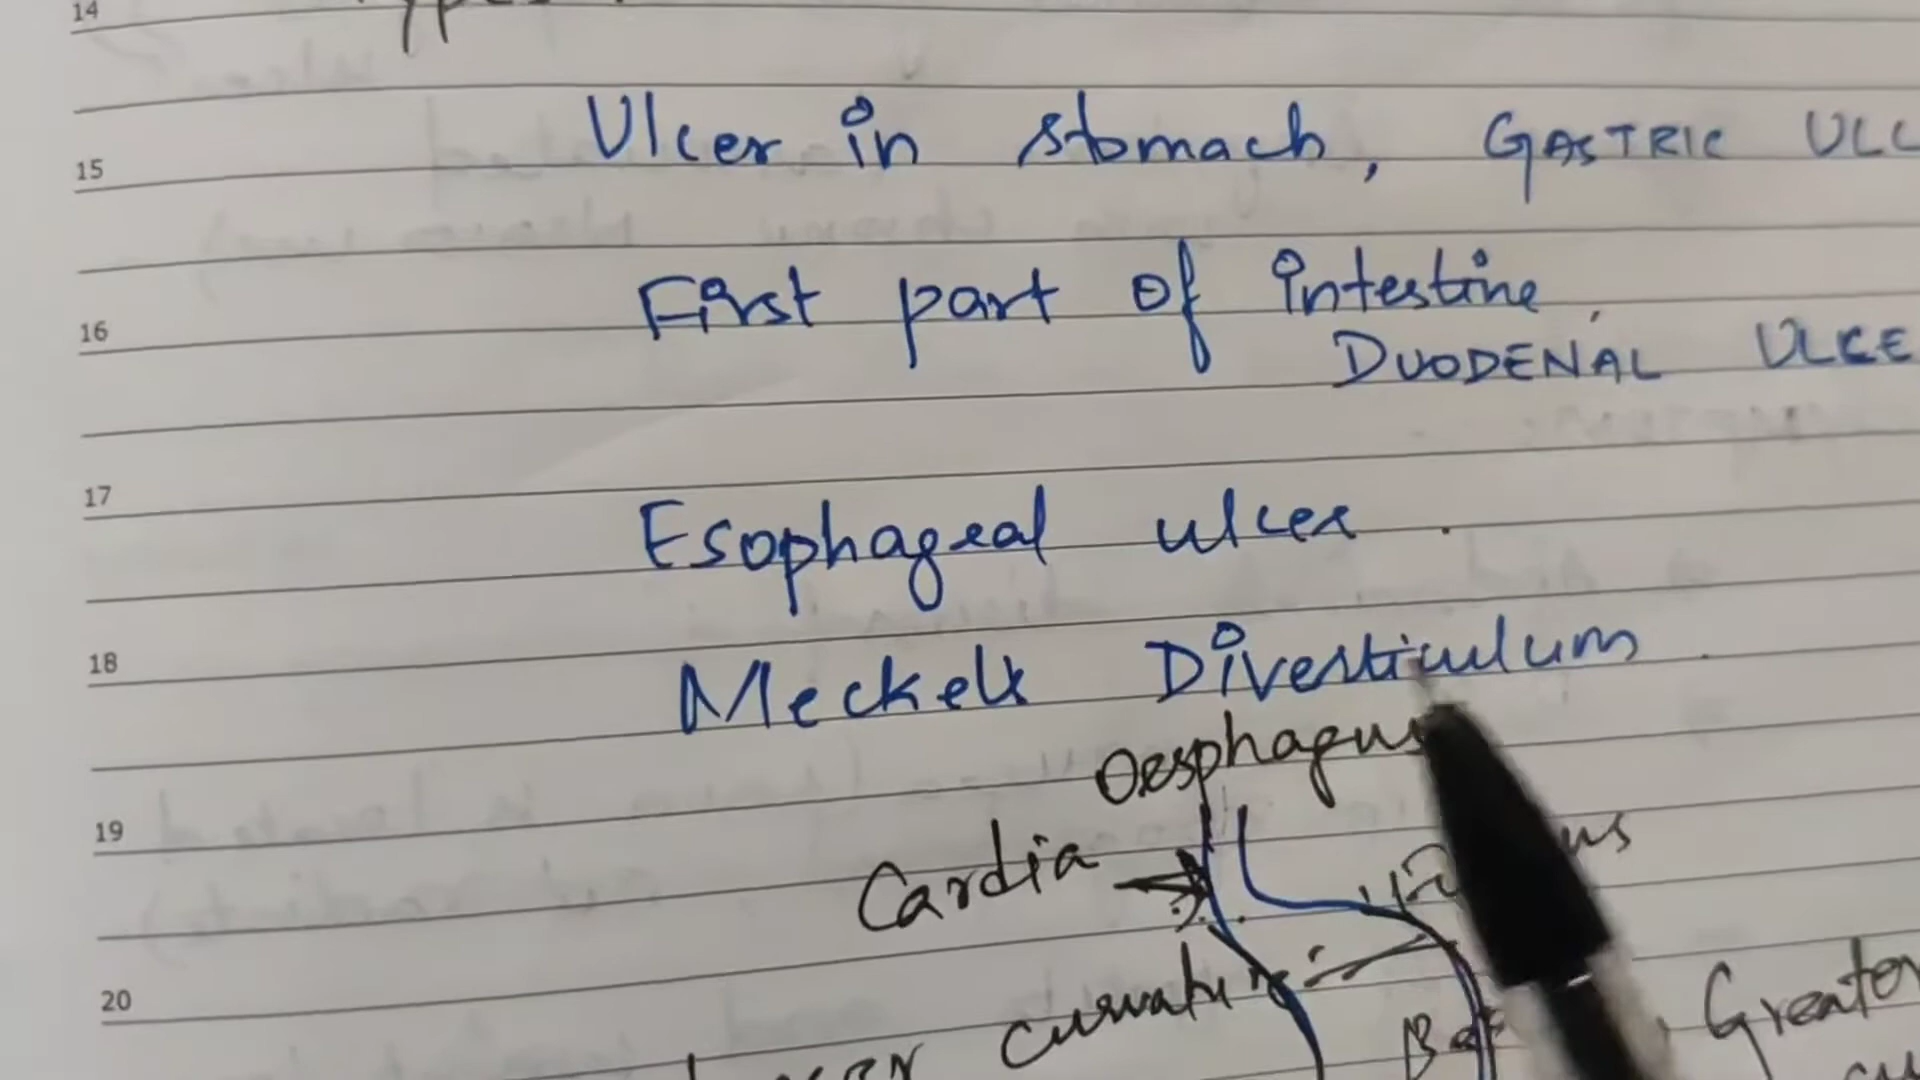 14
15 Ulcer in stomach, GASTRIC ULC
16 First part of intestine,
DUODENAL ULCE
17 Esophageal ulcer.
18 Meckels Diverticulum.
Oesphagus
19 Cardia
20
curvature
Greater